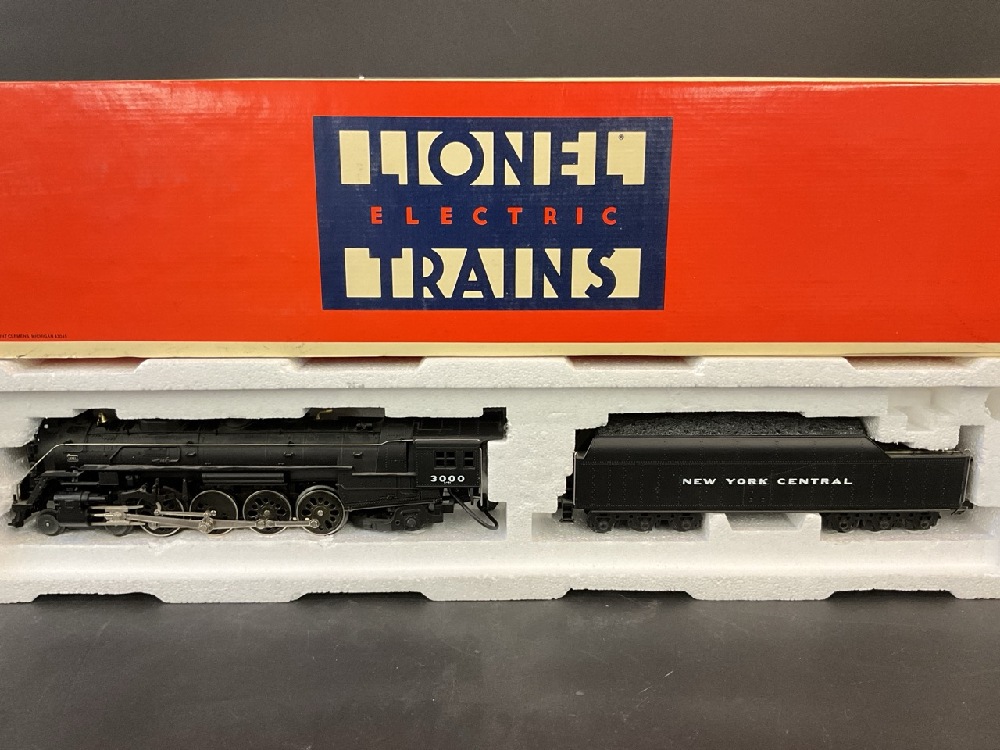 LIONEL®
ELECTRIC
TRAINS
3000
NEW YORK CENTRAL